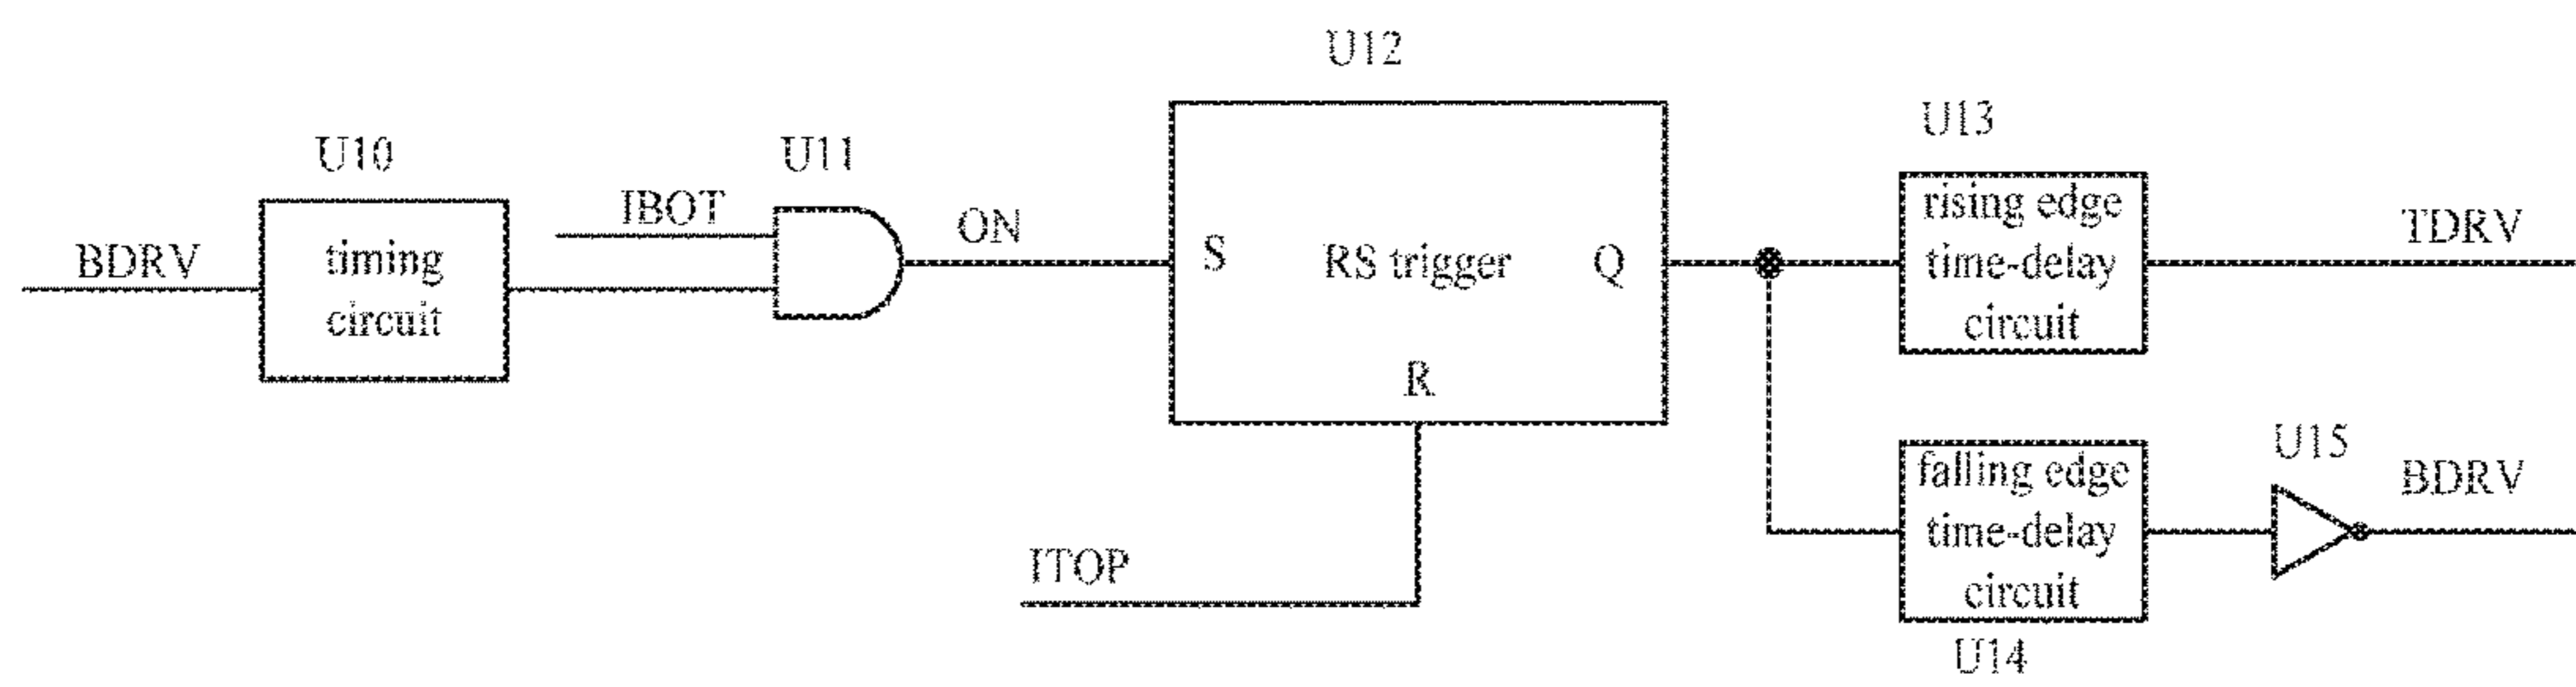 U12
U13
U10
U11
rising edge
time-delay
circuit
TDRV
IBOT
ON
BDRV
timing
circuit
S
RS trigger
Q
R
U15
falling edge
time-delay
circuit
BDRV
ITOP
U14